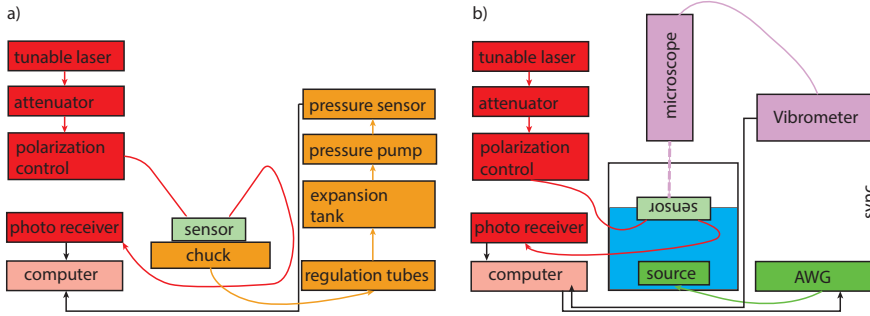 a)
tunable laser
attenuator
polarization
control
photo receiver
computer
sensor
chuck
pressure sensor
pressure pump
expansion
tank
regulation tubes
b)
tunable laser
attenuator
polarization
control
photo receiver
computer
microscope
sensor
source
Vibrometer
sync
AWG